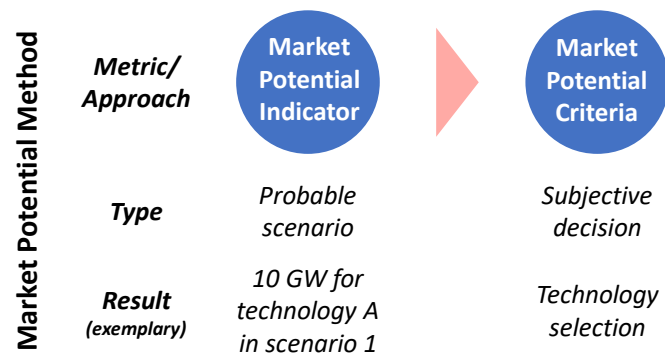 Market Potential Method
Metric/
Approach
Market
Potential
Indicator
Market
Potential
Criteria
Type
Probable
scenario
Subjective
decision
Result
(exemplary)
10 GW for
technology A
in scenario 1
Technology
selection